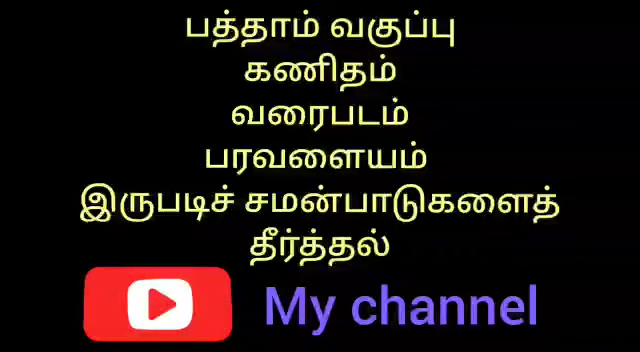 பத்தாம் வகுப்பு
கணிதம்
வரைபடம்
பரவளையம்
இருபடிச் சமன்பாடுகளைத்
தீர்த்தல்
My channel